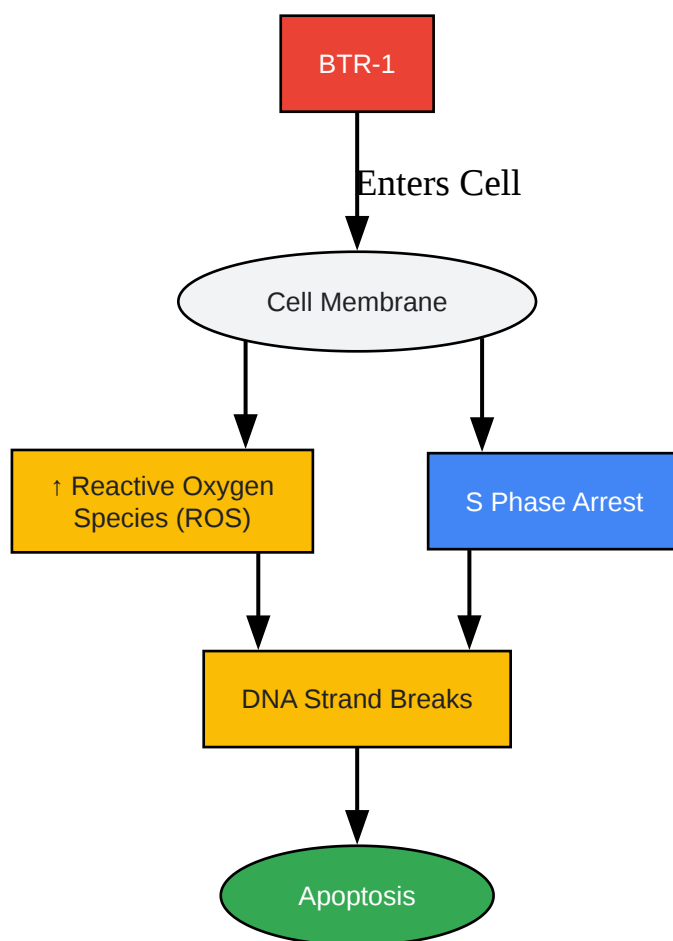 BTR-1
Enters Cell
Cell Membrane
↑ Reactive Oxygen
Species (ROS)
S Phase Arrest
DNA Strand Breaks
Apoptosis